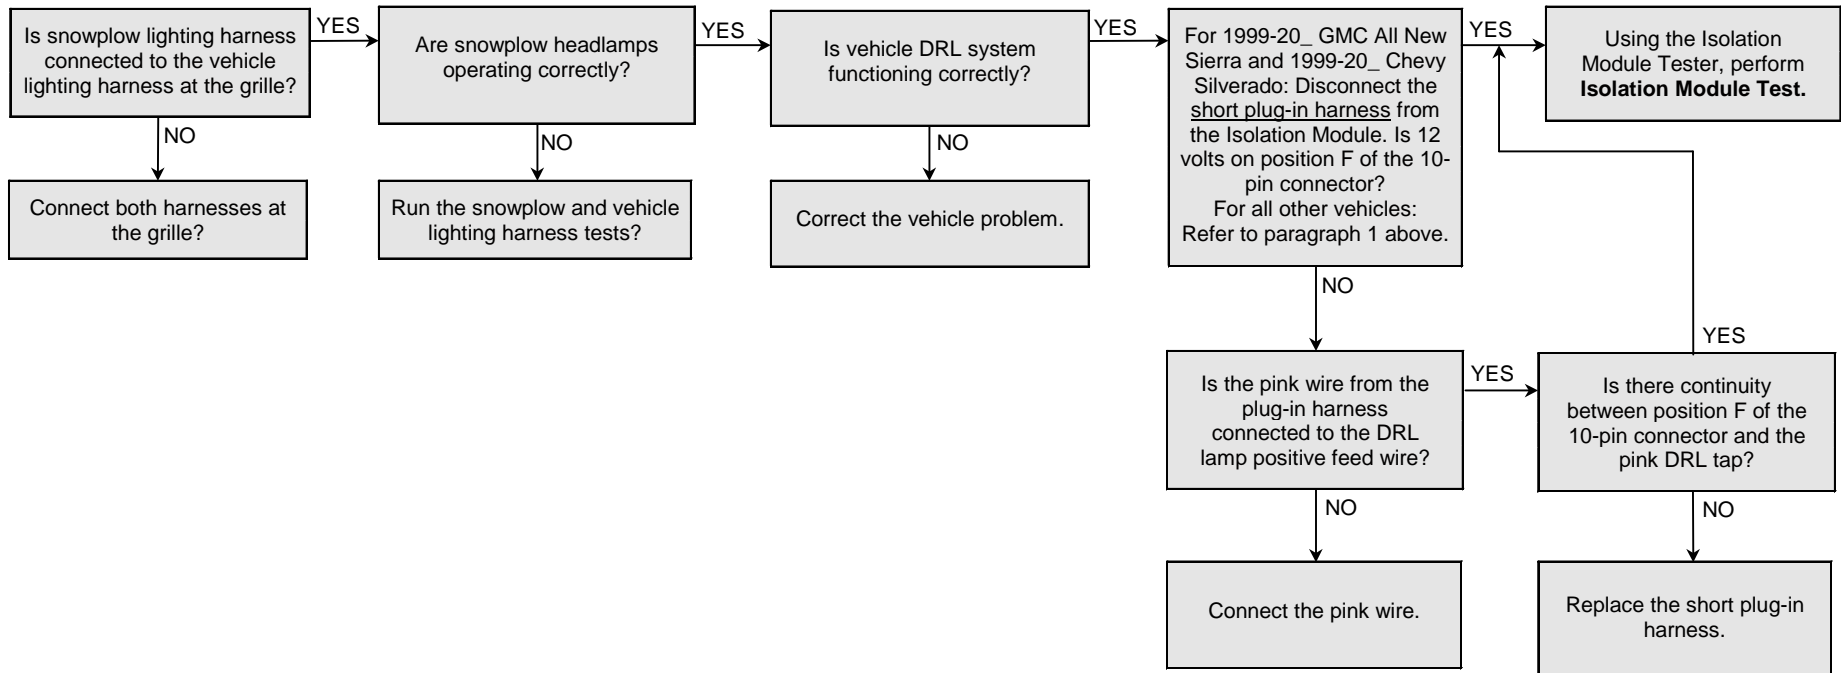 Is snowplow lighting harness
connected to the vehicle
lighting harness at the grille?
YES
NO
Connect both harnesses at
the grille?
Are snowplow headlamps
operating correctly?
YES
NO
Run the snowplow and vehicle
lighting harness tests?
Is vehicle DRL system
functioning correctly?
YES
NO
Correct the vehicle problem.
For 1999-20_ GMC All New
Sierra and 1999-20_ Chevy
Silverado: Disconnect the
short plug-in harness from
the Isolation Module. Is 12
volts on position F of the 10-
pin connector?
For all other vehicles:
Refer to paragraph 1 above.
YES
NO
Using the Isolation
Module Tester, perform
Isolation Module Test.
Is the pink wire from the
plug-in harness
connected to the DRL
lamp positive feed wire?
YES
NO
Connect the pink wire.
Is there continuity
between position F of the
10-pin connector and the
pink DRL tap?
YES
NO
Replace the short plug-in
harness.